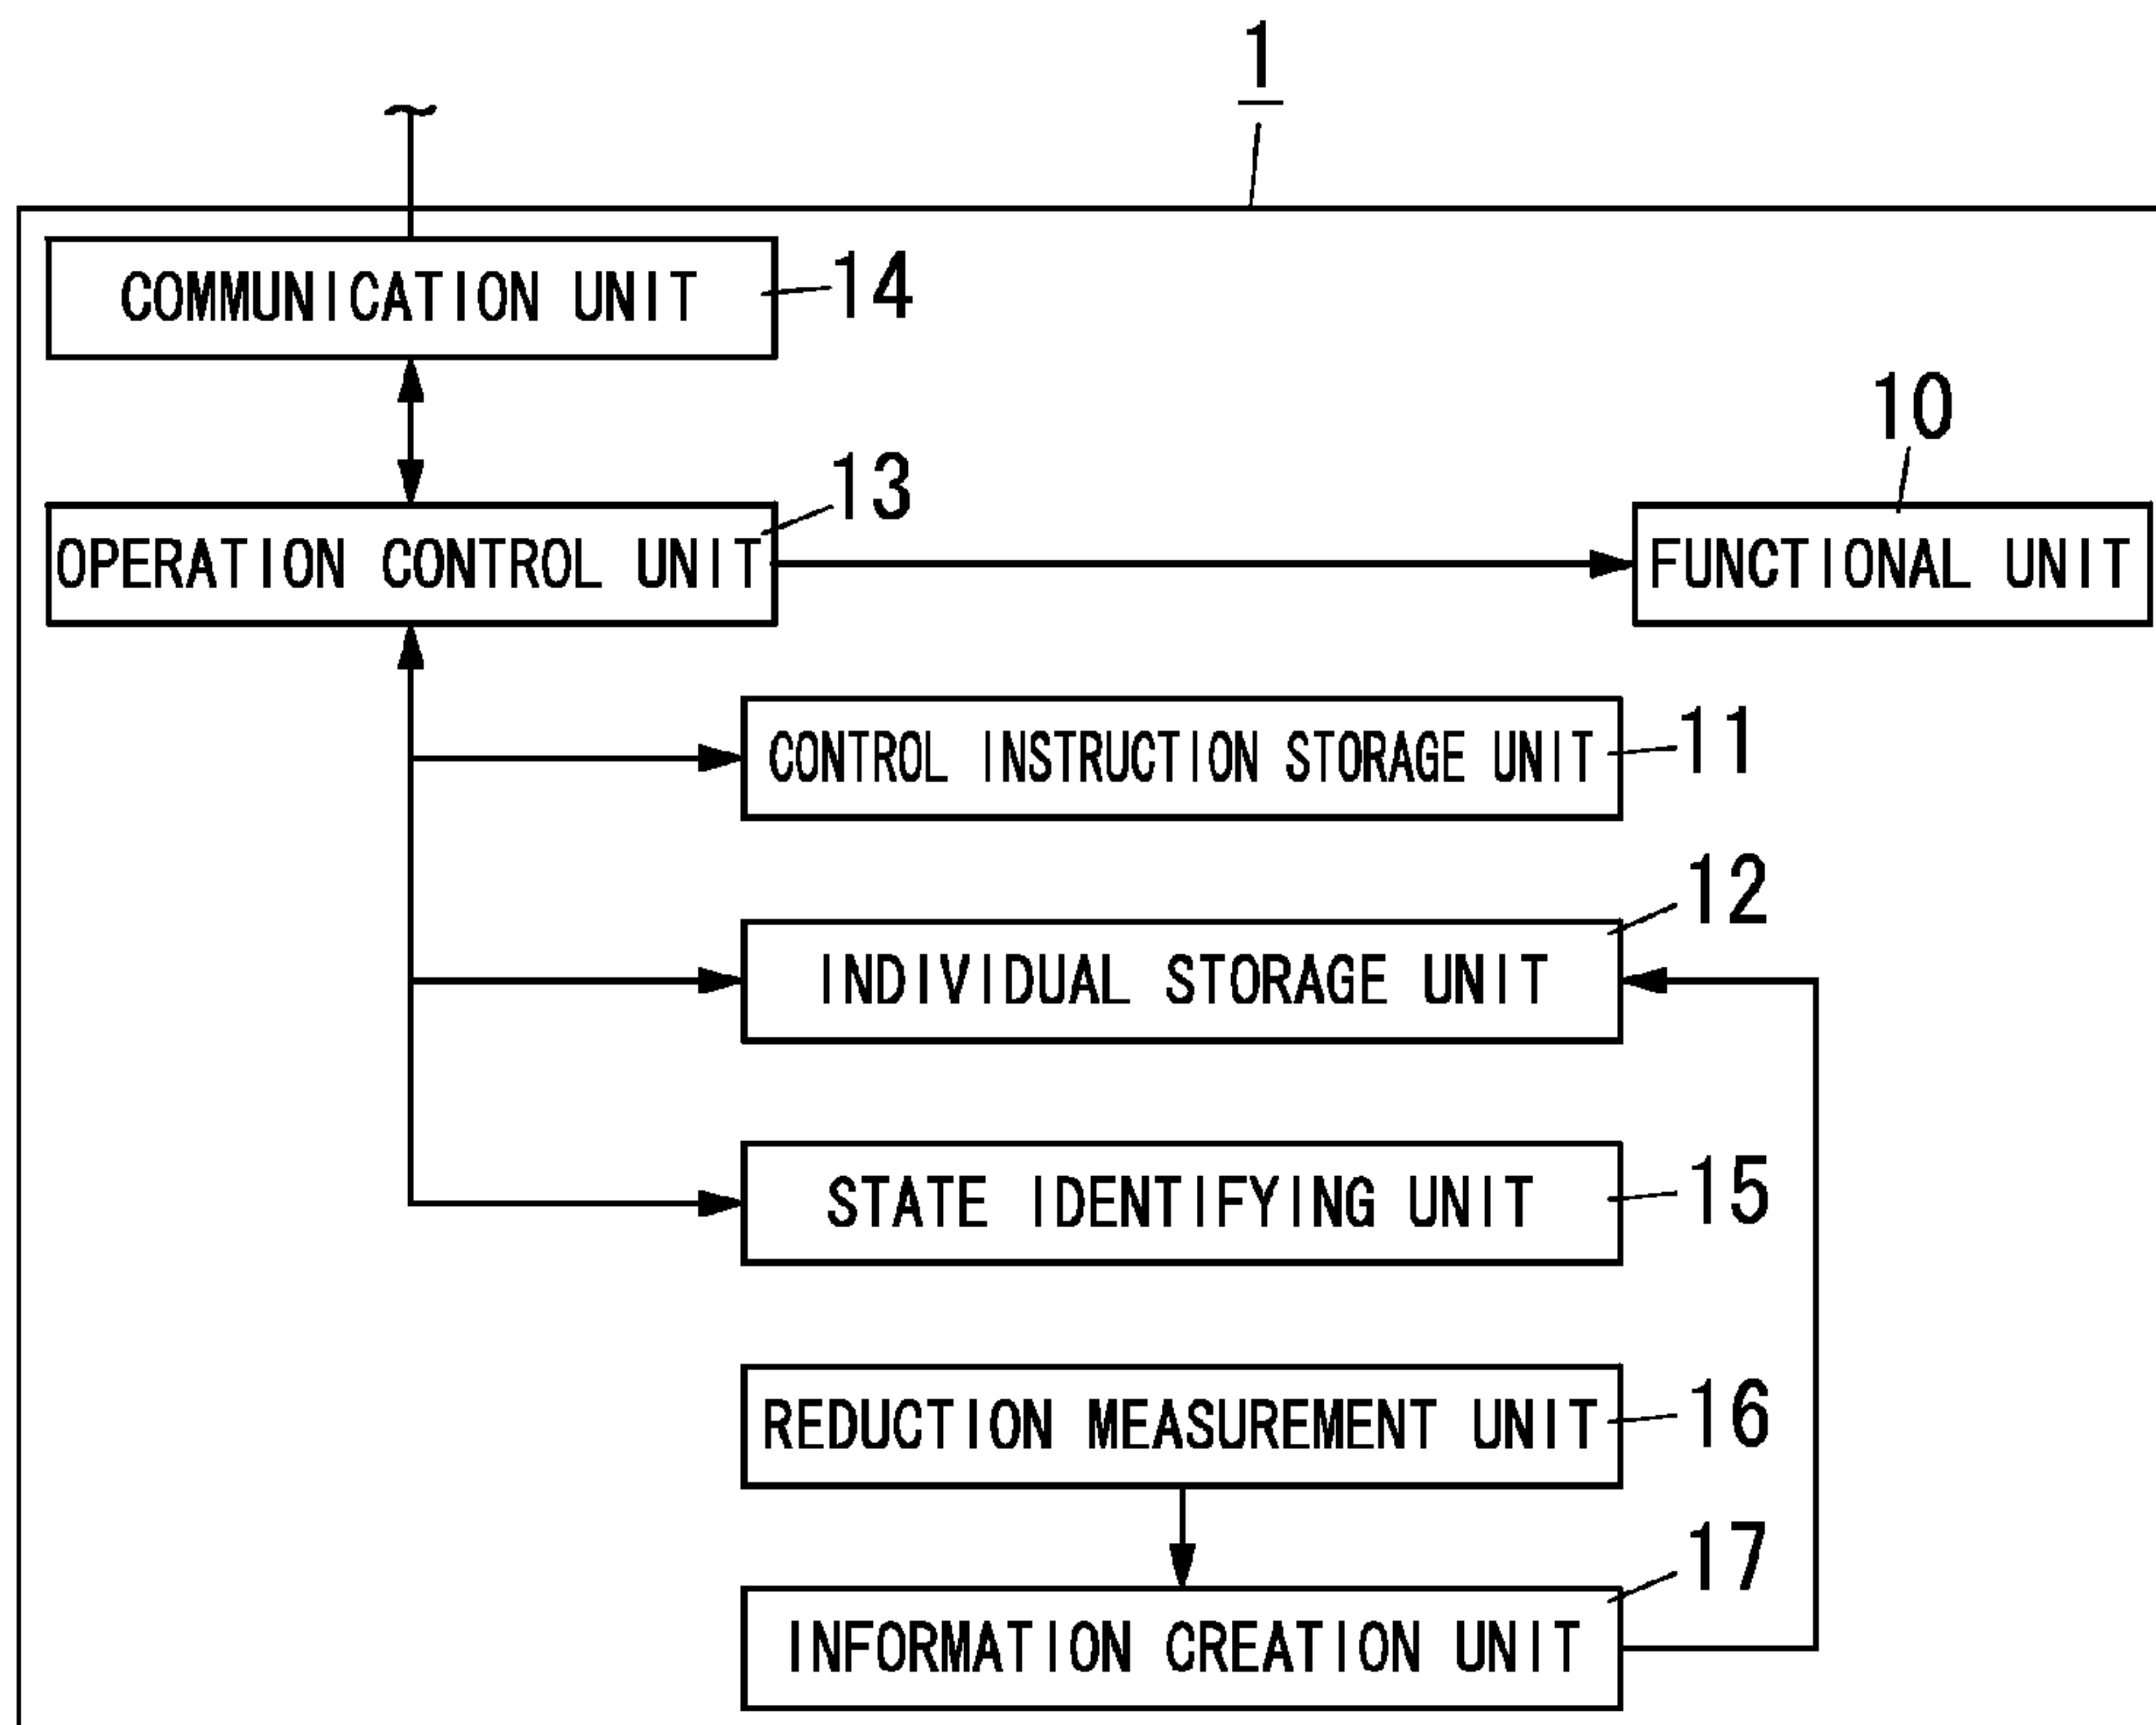 1
COMMUNICATION UNIT
14
10
13
OPERATION CONTROL UNIT
FUNCTIONAL UNIT
CONTROL INSTRUCTION STORAGE UNIT
11
12
INDIVIDUAL STORAGE UNIT
STATE IDENTIFYING UNIT
15
REDUCTION MEASUREMENT UNIT
16
17
INFORMATION CREATION UNIT